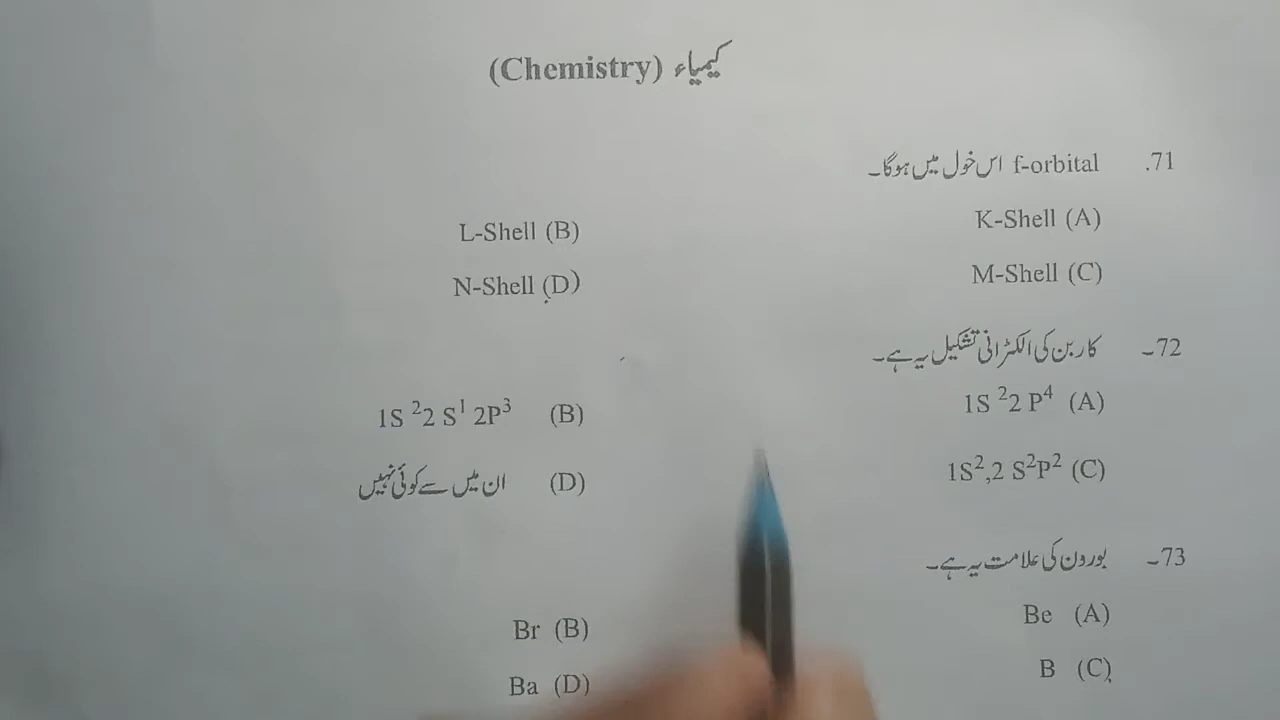 کیمیاء (Chemistry)
71. f-orbital اس خول میں ہوگا۔
K-Shell (A)
L-Shell (B)
M-Shell (C)
N-Shell (D)
72۔ کاربن کی الکٹرانی تشکیل یہ ہے۔
1S ²2 P⁴ (A)
1S ²2 S¹ 2P³ (B)
1S²,2 S²P² (C)
ان میں سے کوئی نہیں (D)
73۔ بورون کی علامت یہ ہے۔
Be (A)
Br (B)
B (C)
Ba (D)